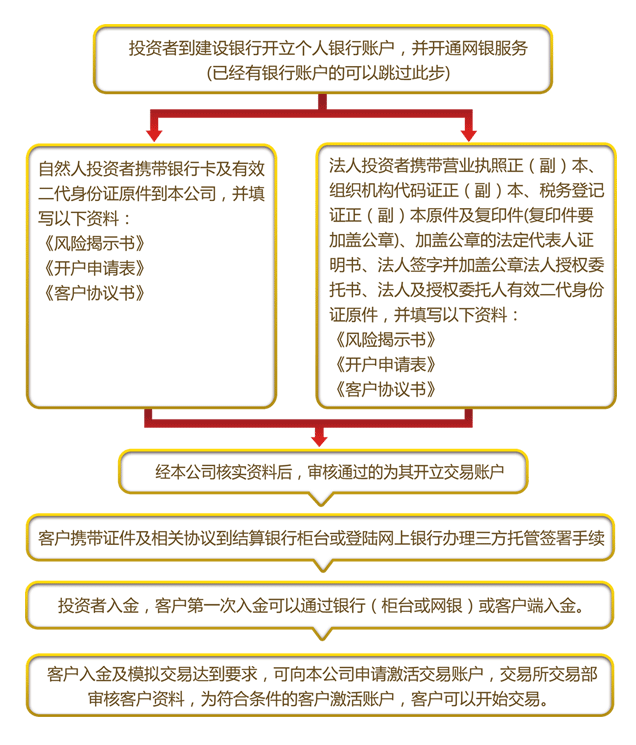 投资者到建设银行开立个人银行账户，并开通网银服务
(已经有银行账户的可以跳过此步)
自然人投资者携带银行卡及有效
二代身份证原件到本公司，并填
写以下资料：
《风险揭示书》
《开户申请表》
《客户协议书》
法人投资者携带营业执照正（副）本、
组织机构代码证正（副）本、税务登记
证正（副）本原件及复印件(复印件要
加盖公章)、加盖公章的法定代表人证
明书、法人签字并加盖公章法人授权委
托书、法人及授权委托人有效二代身份
证原件，并填写以下资料：
《风险揭示书》
《开户申请表》
《客户协议书》
经本公司核实资料后，审核通过的为其开立交易账户
客户携带证件及相关协议到结算银行柜台或登陆网上银行办理三方托管签署手续
投资者入金，客户第一次入金可以通过银行（柜台或网银）或客户端入金。
客户入金及模拟交易达到要求，可向本公司申请激活交易账户，交易所交易部
审核客户资料，为符合条件的客户激活账户，客户可以开始交易。